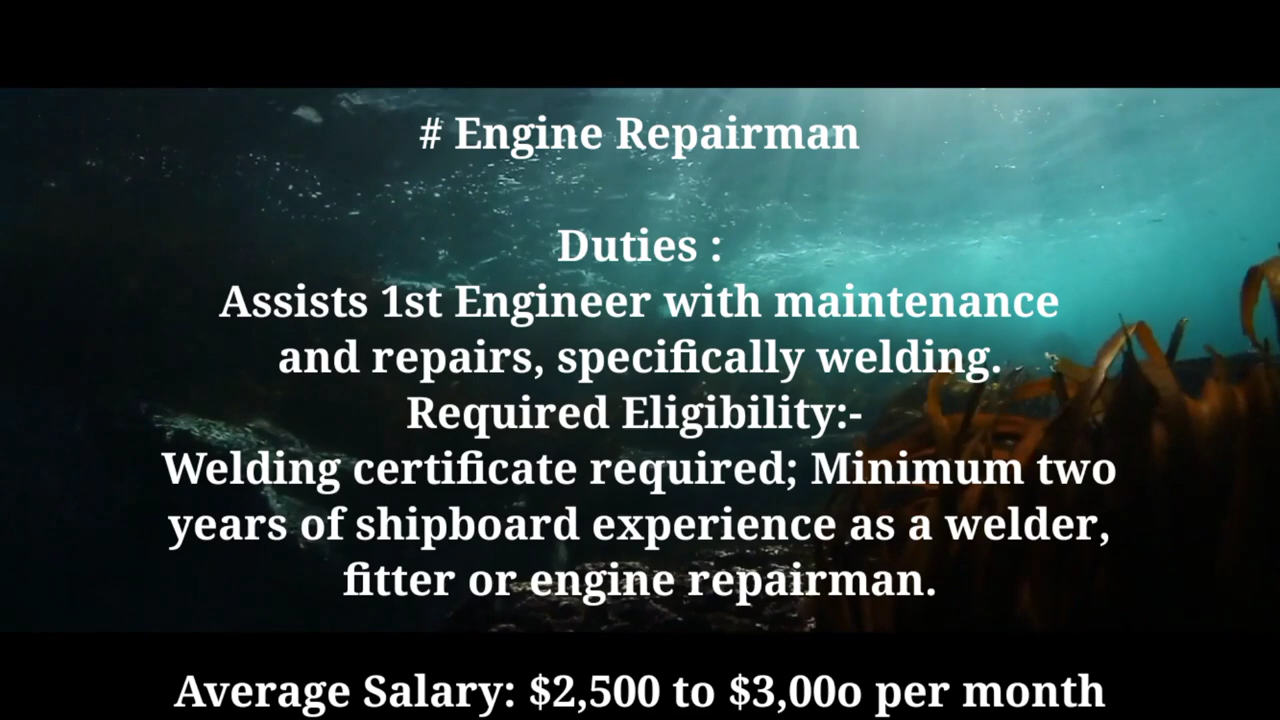 # Engine Repairman
Duties :
Assists 1st Engineer with maintenance
and repairs, specifically welding.
Required Eligibility:-
Welding certificate required; Minimum two
years of shipboard experience as a welder,
fitter or engine repairman.
Average Salary: $2,500 to $3,00o per month